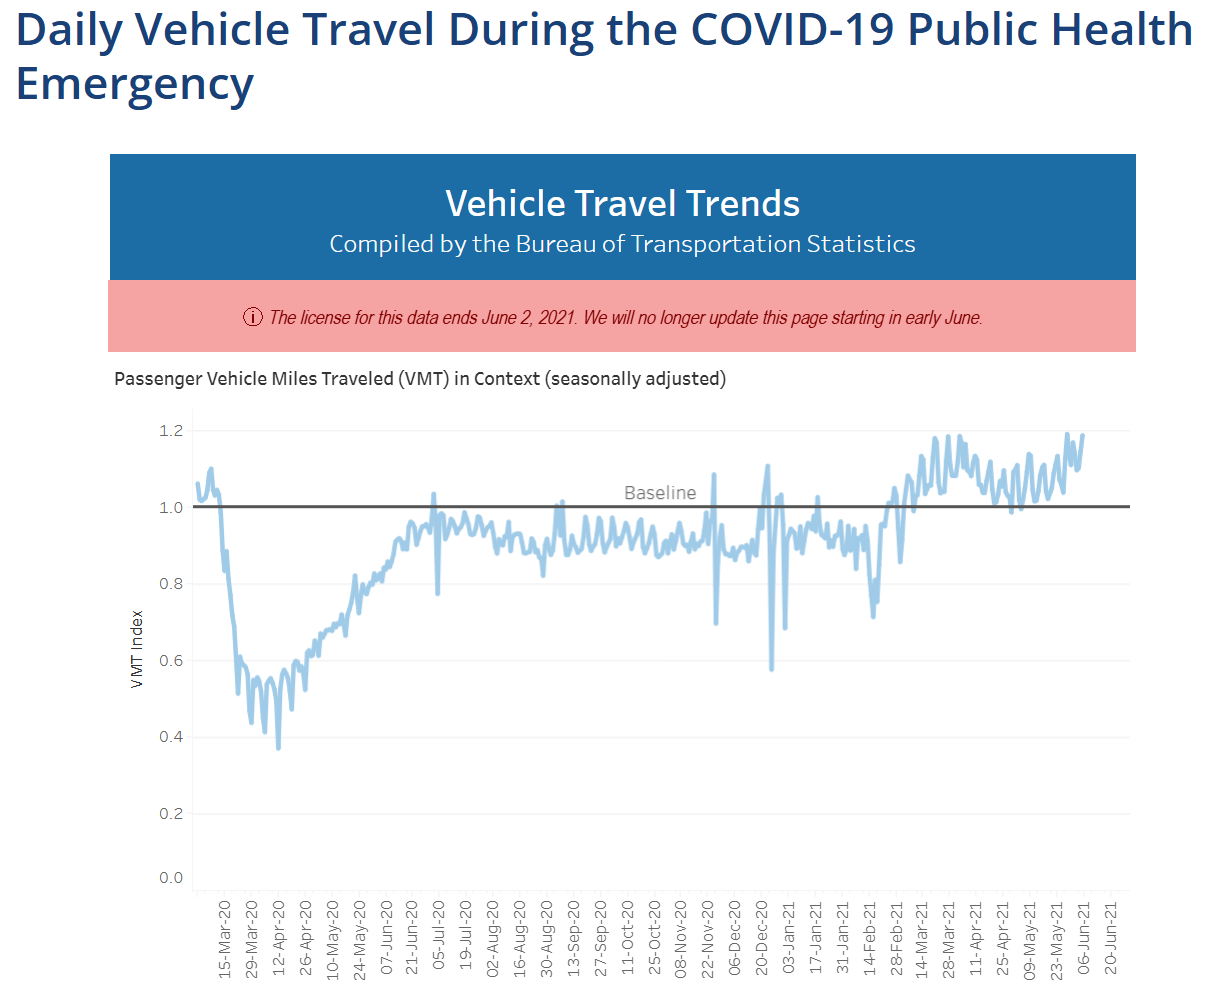 Daily Vehicle Travel During the COVID-19 Public Health
Emergency
Vehicle Travel Trends
Compiled by the Bureau of Transportation Statistics
ⓘ The license for this data ends June 2, 2021. We will no longer update this page starting in early June.
Passenger Vehicle Miles Traveled (VMT) in Context (seasonally adjusted)
1.2
1.0
0.8
0.6
0.4
0.2
0.0
VMT Index
Baseline
15-Mar-20
29-Mar-20
12-Apr-20
26-Apr-20
10-May-20
24-May-20
07-Jun-20
21-Jun-20
05-Jul-20
19-Jul-20
02-Aug-20
16-Aug-20
30-Aug-20
13-Sep-20
27-Sep-20
11-Oct-20
25-Oct-20
08-Nov-20
22-Nov-20
06-Dec-20
20-Dec-20
03-Jan-21
17-Jan-21
31-Jan-21
14-Feb-21
28-Feb-21
14-Mar-21
28-Mar-21
11-Apr-21
25-Apr-21
09-May-21
23-May-21
06-Jun-21
20-Jun-21